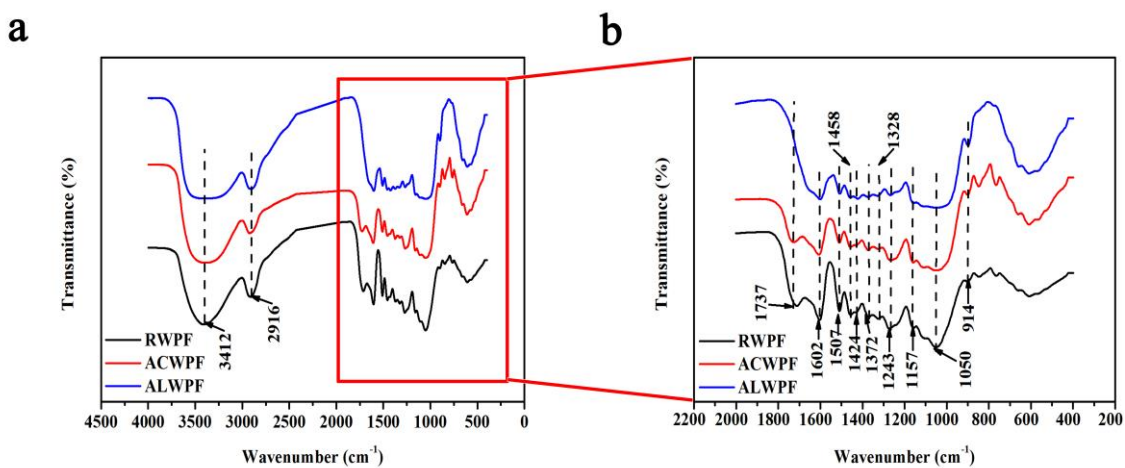 a
Transmittance (%)
3412
2916
RWPF
ACWPF
ALWPF
4500 4000 3500 3000 2500 2000 1500 1000 500 0
Wavenumber (cm-1)
b
Transmittance (%)
1458
1328
1737
1602
1507
1424
1372
1243
1157
1050
914
RWPF
ACWPF
ALWPF
2200 2000 1800 1600 1400 1200 1000 800 600 400 200
Wavenumber (cm-1)